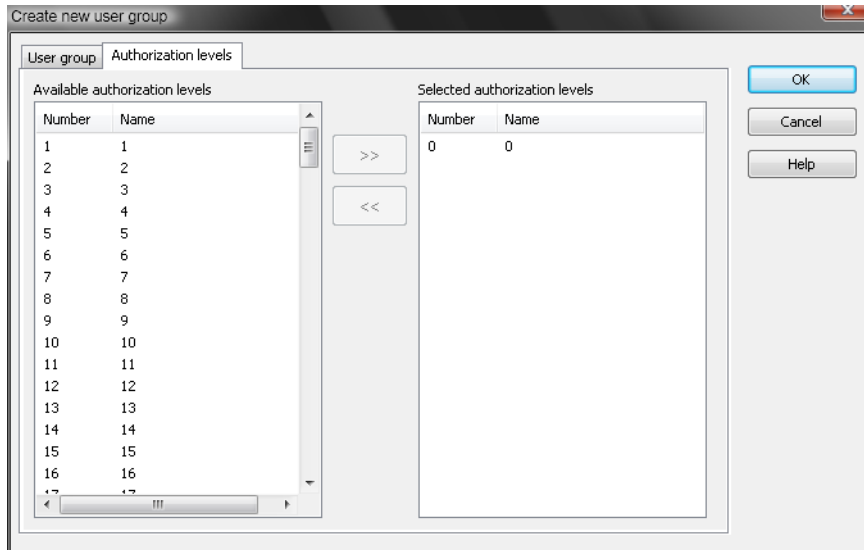 Create new user group
User group
Authorization levels
Available authorization levels
Number Name
1 1
2 2
3 3
4 4
5 5
6 6
7 7
8 8
9 9
10 10
11 11
12 12
13 13
14 14
15 15
16 16
17 17
>>
<<
Selected authorization levels
Number Name
0 0
OK
Cancel
Help